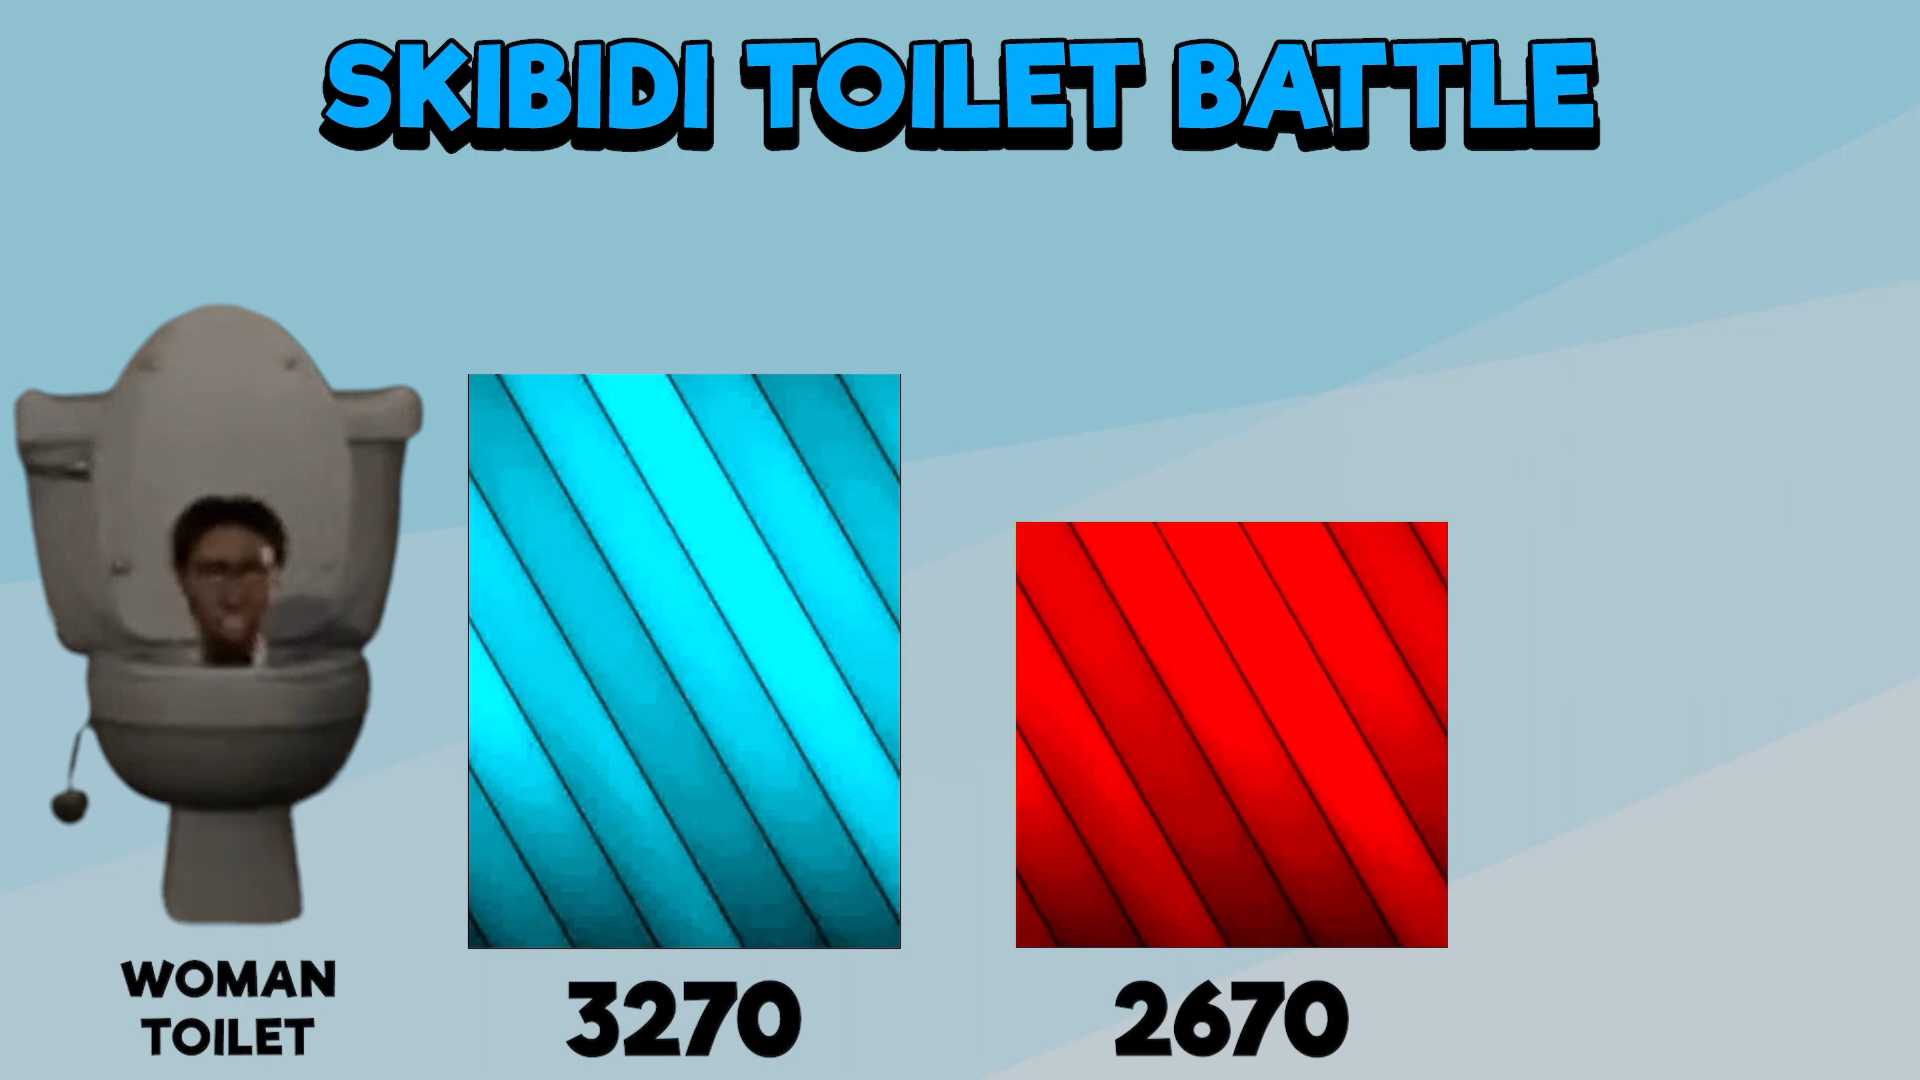 SKIBIDI TOILET BATTLE
WOMAN
TOILET
3270
2670